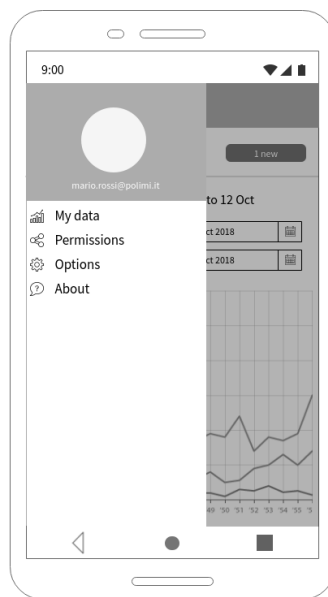 9:00
1 new
mario.rossi@polimi.it
to 12 Oct
My data
ct 2018
Permissions
Options
ct 2018
About
49 '50 '51 '52 '53 '54 '55 '5